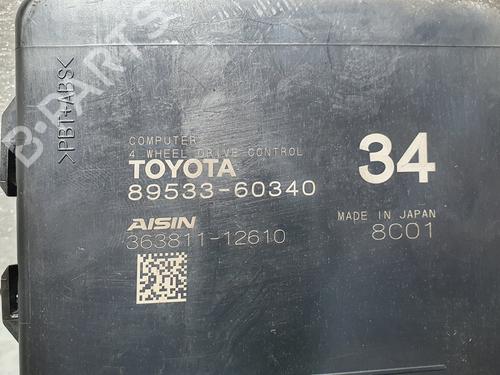 >PBT+ABS<
B-PARTS
COMPUTER
4 WHEEL DRIVE CONTROL
TOYOTA
89533-60340
34
AISIN
363811-12610
MADE IN JAPAN
8C01